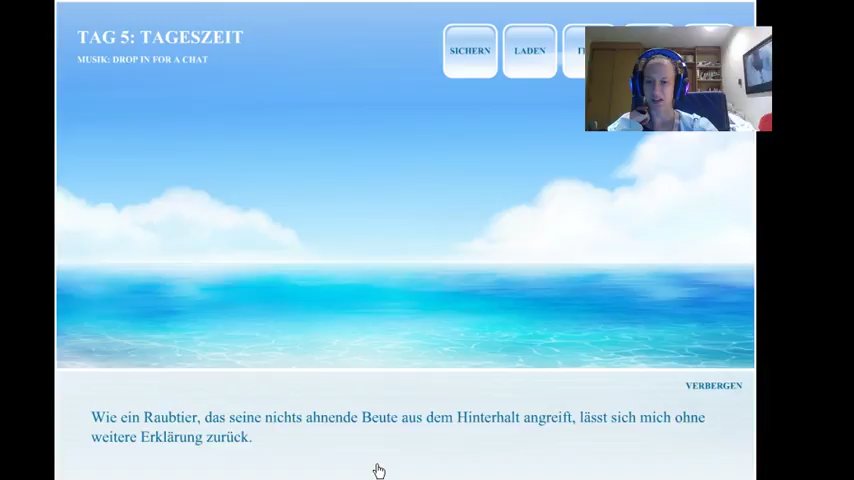 TAG 5: TAGESZEIT
MUSIK: DROP IN FOR A CHAT
SICHERN
LADEN
VERBERGEN
Wie ein Raubtier, das seine nichts ahnende Beute aus dem Hinterhalt angreift, lässt sich mich ohne
weitere Erklärung zurück.